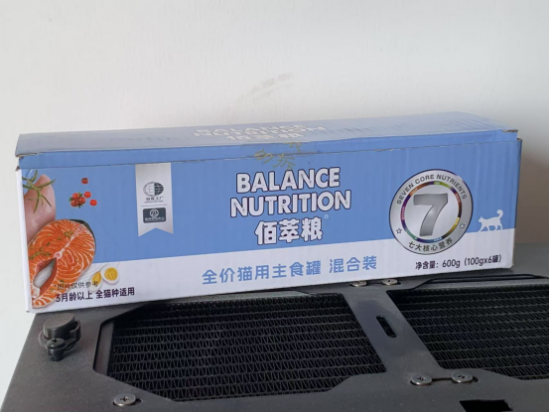 BALANCE
NUTRITION
BALANCE
NUTRITION
佰萃粮®
全价猫用主食罐 混合装
SEVEN CORE NUTRIENTS
7
七大核心营养
净含量：600g（100gx6罐）
3月龄以上 全猫种适用